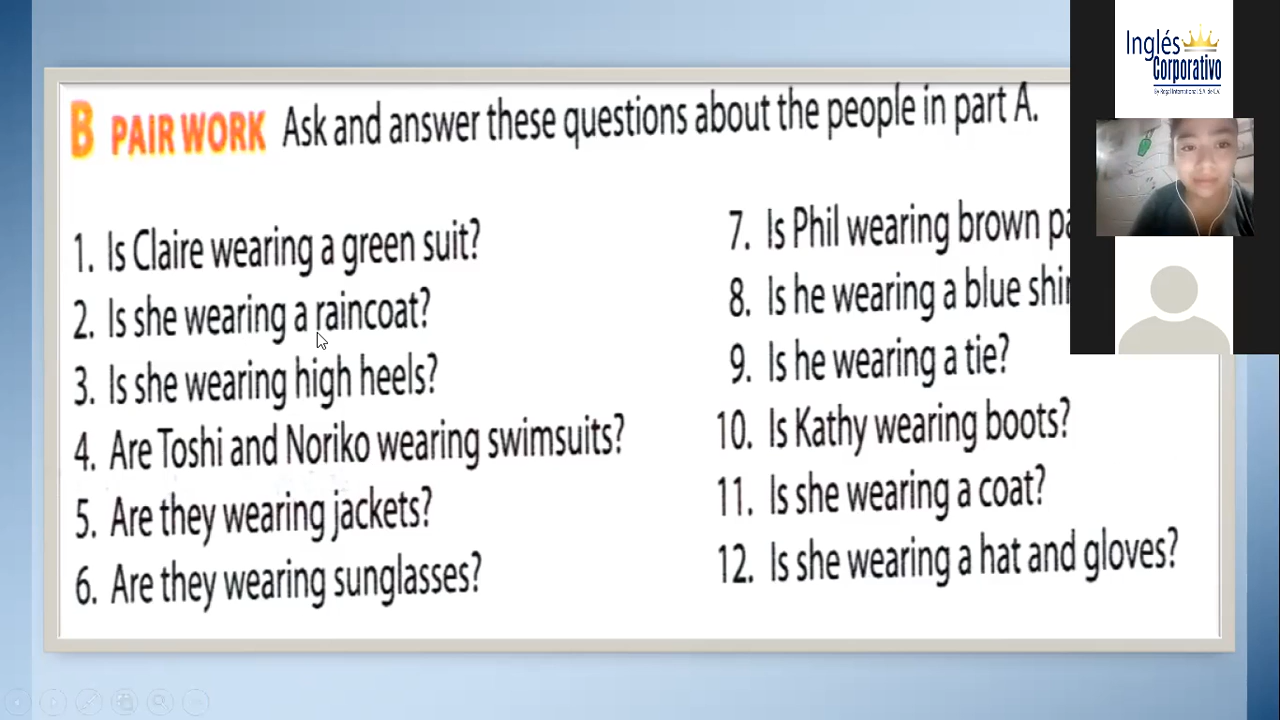 B PAIR WORK Ask and answer these questions about the people in part A.
1. Is Claire wearing a green suit?
2. Is she wearing a raincoat?
3. Is she wearing high heels?
4. Are Toshi and Noriko wearing swimsuits?
5. Are they wearing jackets?
6. Are they wearing sunglasses?
7. Is Phil wearing brown
8. Is he wearing a blue
9. Is he wearing a tie?
10. Is Kathy wearing boots?
11. Is she wearing a coat?
12. Is she wearing a hat and gloves?
Inglés
Corporativo